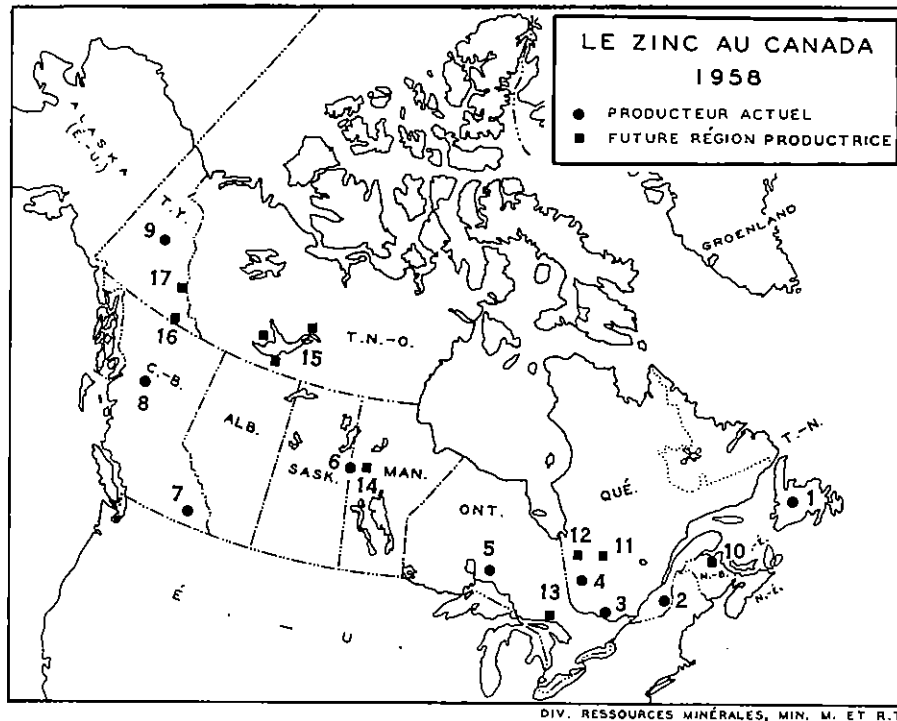 LE ZINC AU CANADA
1958
● PRODUCTEUR ACTUEL
■ FUTURE RÉGION PRODUCTRICE
ALASKA
(É.-U.)
GROENLAND
T.Y.
9
17
16
15
T.N.-O.
C.-B.
8
ALB.
T.-N.
6
SASK.
14
MAN.
QUÉ.
1
7
ONT.
12
11
10
5
4
N.-B.
13
3
2
N.-É.
É
-
U
DIV. RESSOURCES MINÉRALES, MIN. M. ET R.T